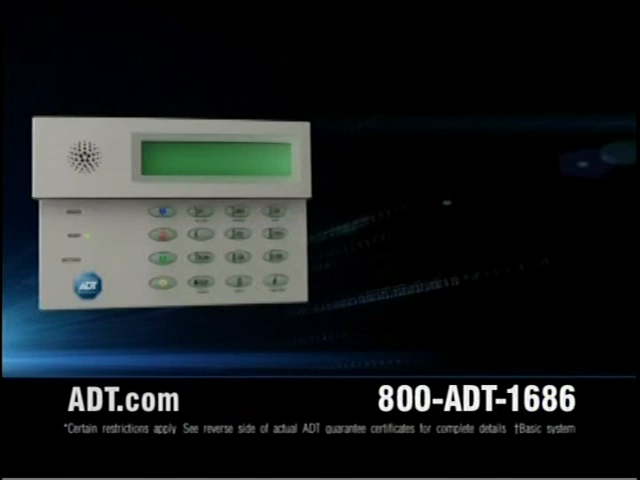 ADT
ADT.com
800-ADT-1686
*Certain restrictions apply See reverse side of actual ADT guarantee certificates for complete details †Basic system